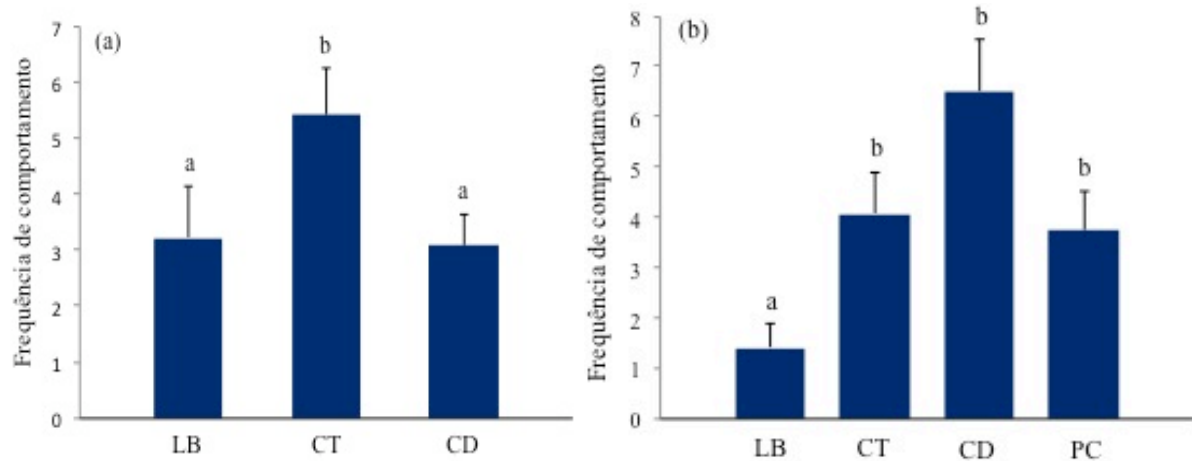 (a)
Frequência de comportamento
7
6
5
4
3
2
1
0
a
b
a
LB
CT
CD
(b)
Frequência de comportamento
8
7
6
5
4
3
2
1
0
a
b
b
b
LB
CT
CD
PC